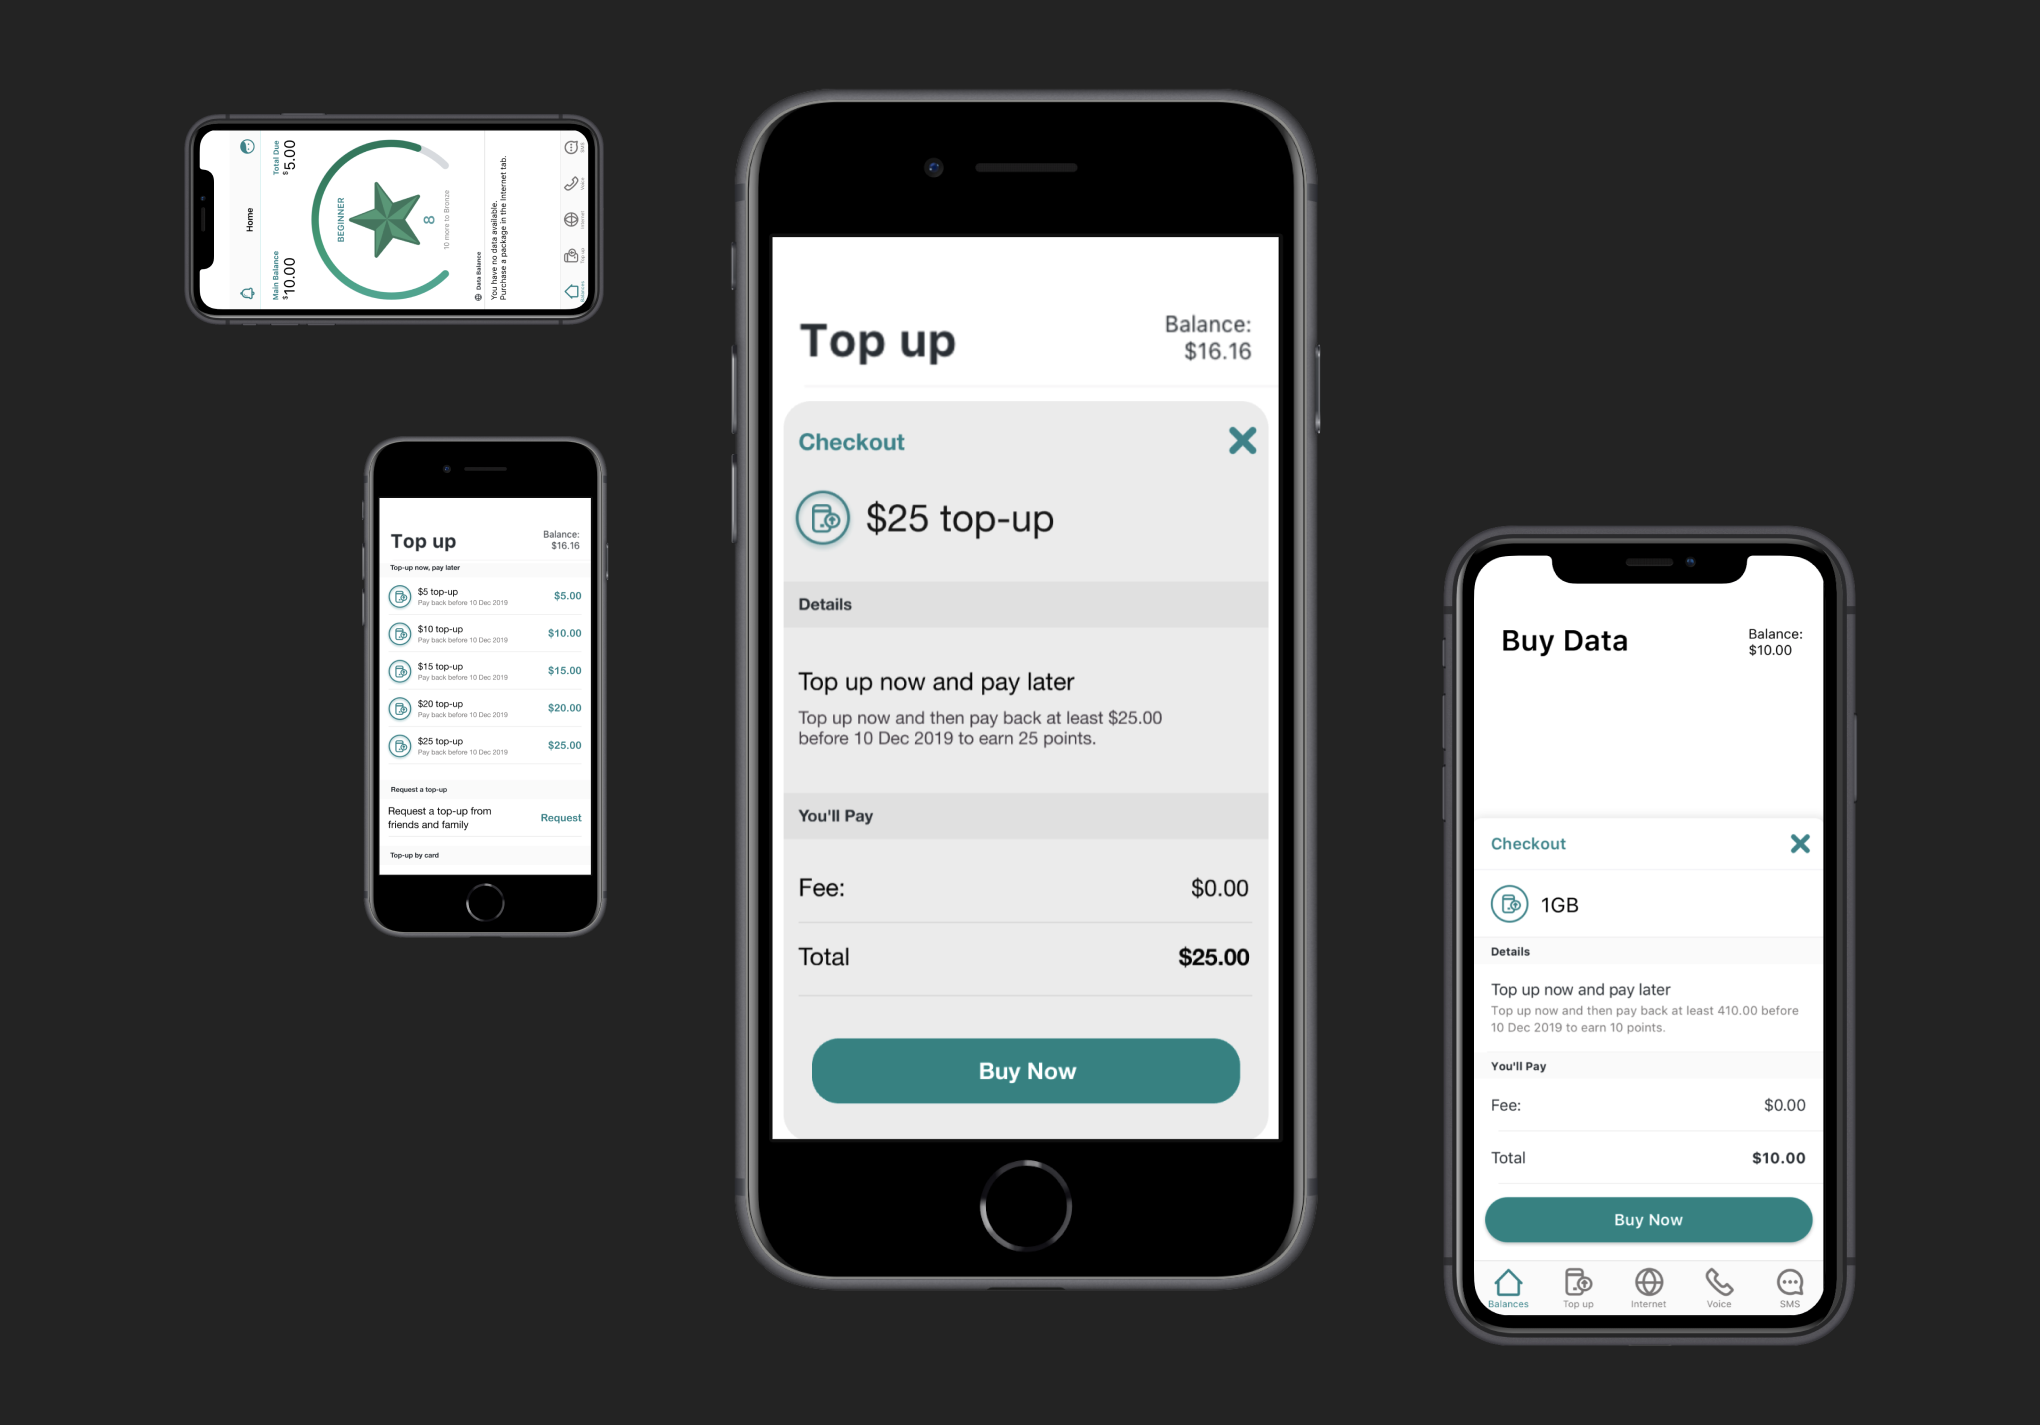 Home
Main Balance
$10.00
Total Due
$5.00
BEGINNER
8
10 more to Bronze
Data Balance
You have no data available.
Purchase a package in the Internet tab.
Balances
Top up
Internet
Voice
SMS
Top up
Balance:
$16.16
Top-up now, pay later
$5 top-up
Pay back before 10 Dec 2019
$5.00
$10 top-up
Pay back before 10 Dec 2019
$10.00
$15 top-up
Pay back before 10 Dec 2019
$15.00
$20 top-up
Pay back before 10 Dec 2019
$20.00
$25 top-up
Pay back before 10 Dec 2019
$25.00
Request a top-up
Request a top-up from
friends and family
Request
Top-up by card
Top up
Balance:
$16.16
Checkout
$25 top-up
Details
Top up now and pay later
Top up now and then pay back at least $25.00
before 10 Dec 2019 to earn 25 points.
You'll Pay
Fee: $0.00
Total $25.00
Buy Now
Buy Data
Balance:
$10.00
Checkout
1GB
Details
Top up now and pay later
Top up now and then pay back at least 410.00 before
10 Dec 2019 to earn 10 points.
You'll Pay
Fee: $0.00
Total $10.00
Buy Now
Balances Top up Internet Voice SMS